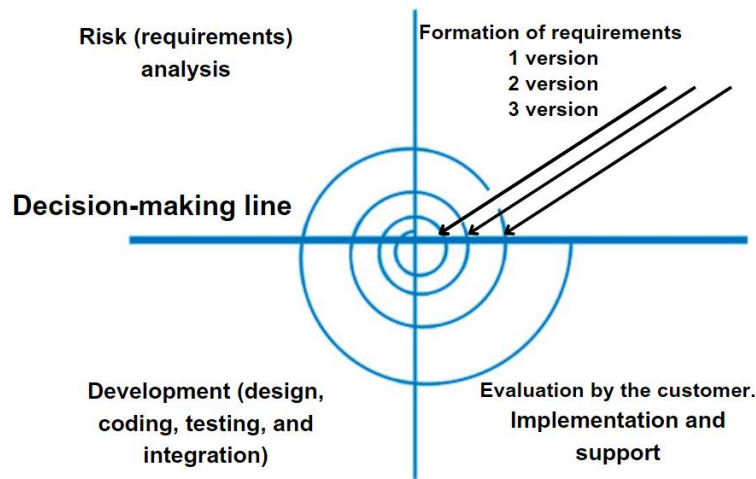 Risk (requirements)
analysis
Formation of requirements
1 version
2 version
3 version
Decision-making line
Development (design,
coding, testing, and
integration)
Evaluation by the customer.
Implementation and
support